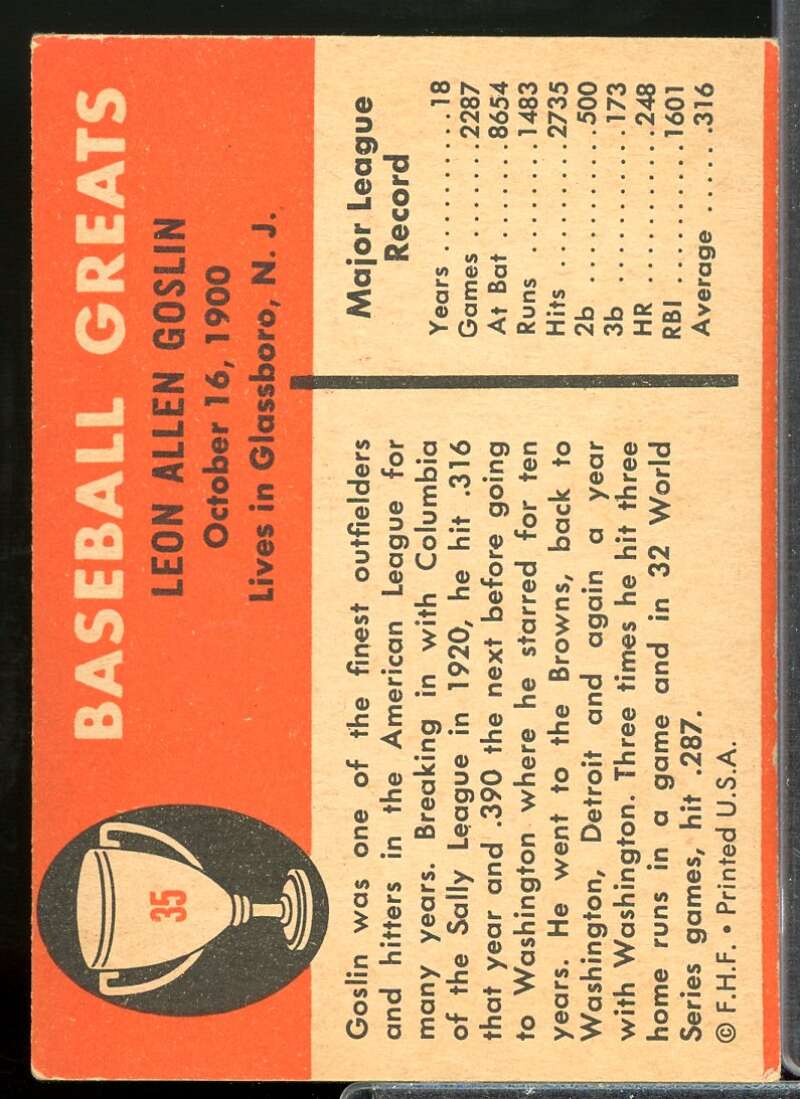 35
BASEBALL GREATS
LEON ALLEN GOSLIN
October 16, 1900
Lives in Glassboro, N. J.
Goslin was one of the finest outfielders
and hitters in the American League for
many years. Breaking in with Columbia
of the Sally League in 1920, he hit .316
that year and .390 the next before going
to Washington where he starred for ten
years. He went to the Browns, back to
Washington, Detroit and again a year
with Washington. Three times he hit three
home runs in a game and in 32 World
Series games, hit .287.
© F.H.F. • Printed U.S.A.
Major League
Record
Years ..........18
Games ........2287
At Bat ........8654
Runs ..........1483
Hits ..........2735
2b ............500
3b ............173
HR ............248
RBI ...........1601
Average .......316